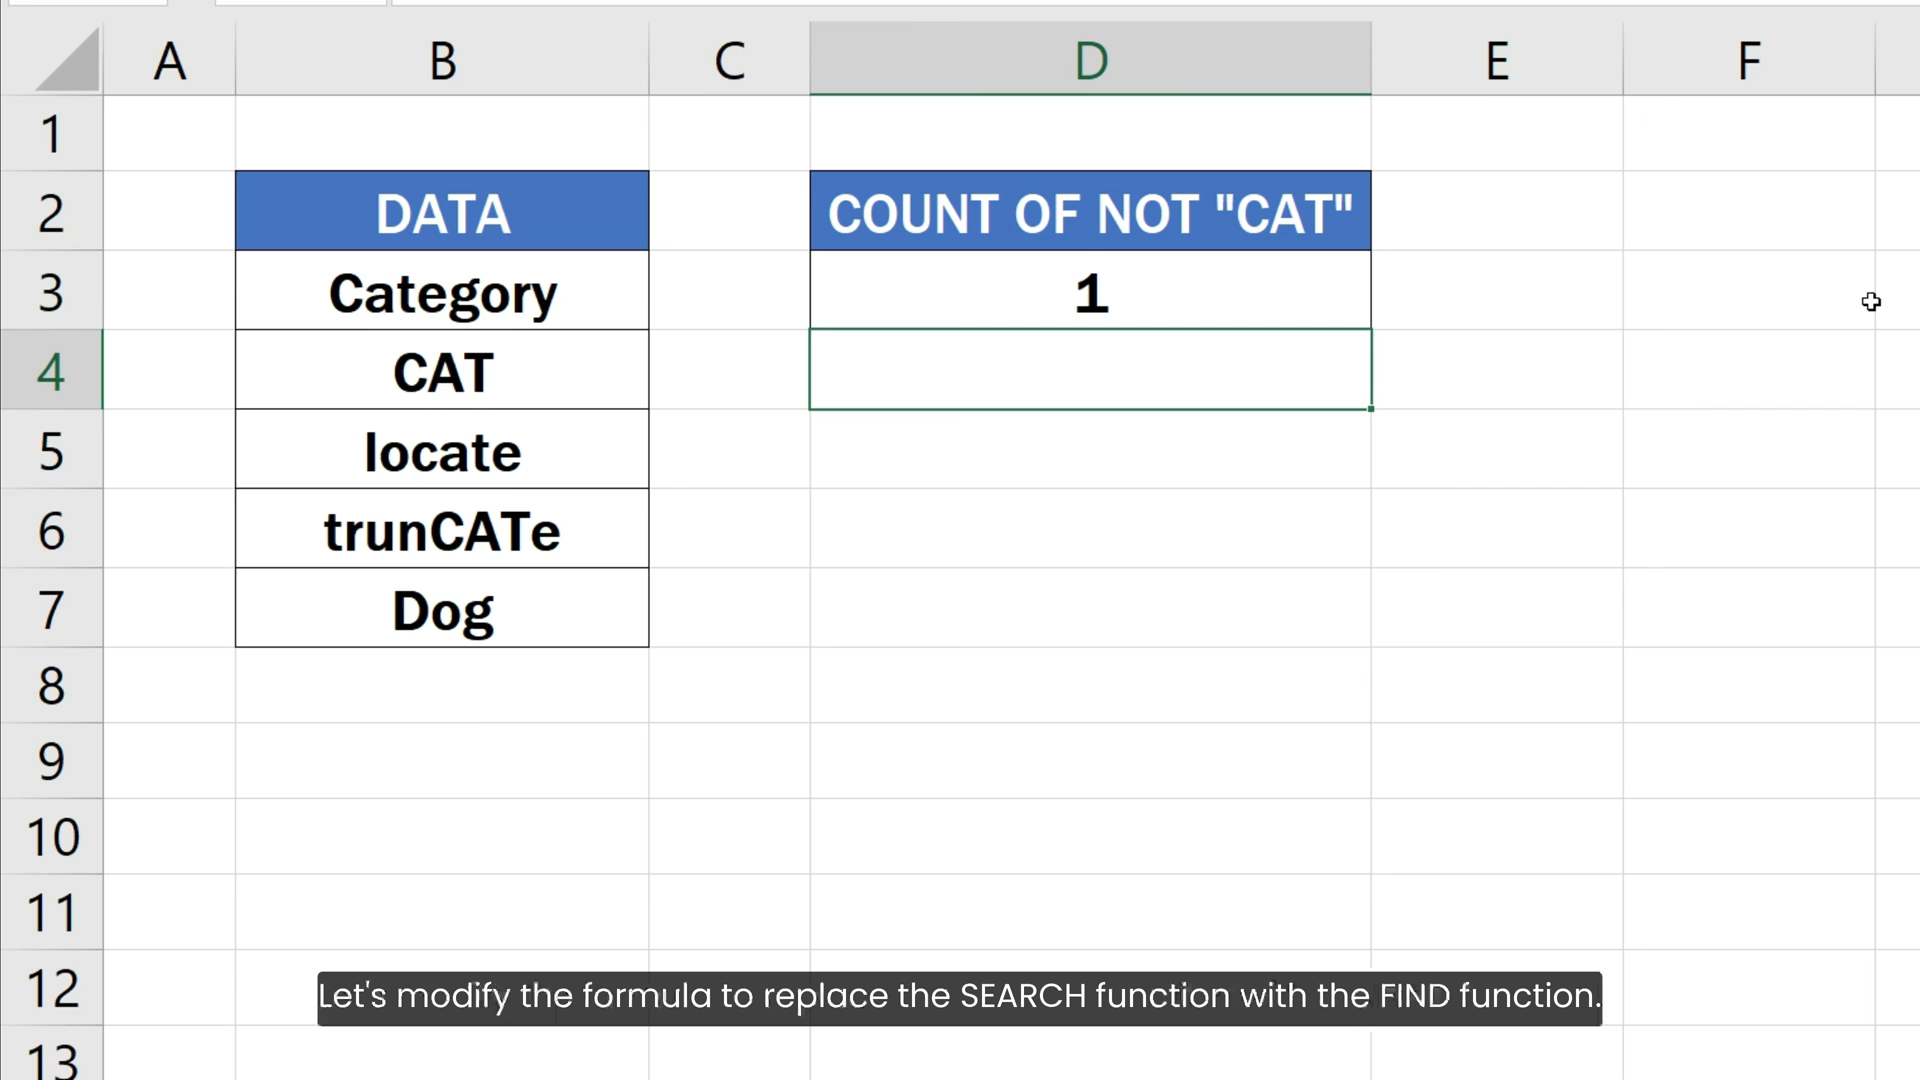 A B C D E F
1
2 DATA COUNT OF NOT "CAT"
3 Category 1
4 CAT
5 locate
6 trunCATe
7 Dog
8
9
10
11
12
Let's modify the formula to replace the SEARCH function with the FIND function.
13